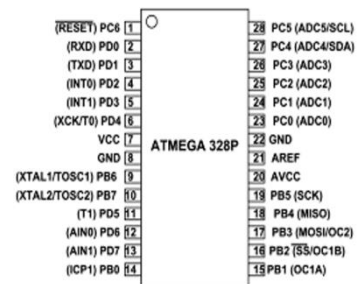 (RESET) PC6 1
(RXD) PD0 2
(TXD) PD1 3
(INT0) PD2 4
(INT1) PD3 5
(XCK/T0) PD4 6
VCC 7
GND 8
(XTAL1/TOSC1) PB6 9
(XTAL2/TOSC2) PB7 10
(T1) PD5 11
(AIN0) PD6 12
(AIN1) PD7 13
(ICP1) PB0 14
ATMEGA 328P
28 PC5 (ADC5/SCL)
27 PC4 (ADC4/SDA)
26 PC3 (ADC3)
25 PC2 (ADC2)
24 PC1 (ADC1)
23 PC0 (ADC0)
22 GND
21 AREF
20 AVCC
19 PB5 (SCK)
18 PB4 (MISO)
17 PB3 (MOSI/OC2)
16 PB2 (SS/OC1B)
15 PB1 (OC1A)